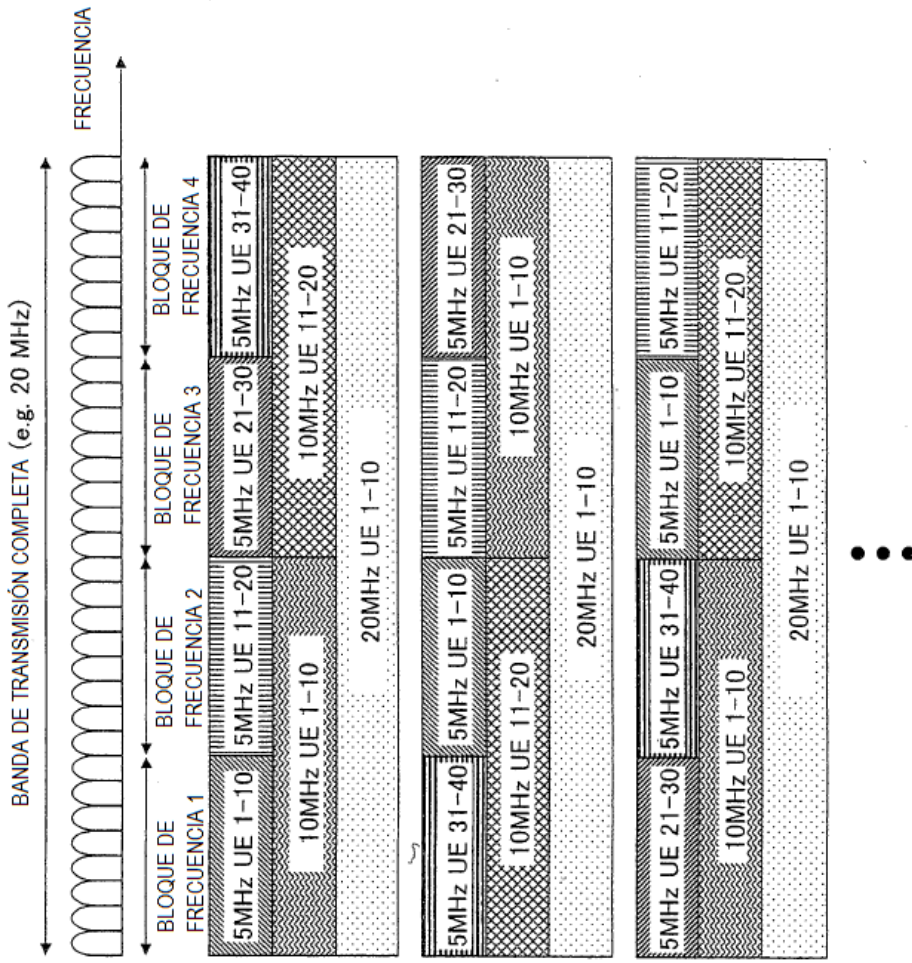 BANDA DE TRANSMISIÓN COMPLETA (e.g. 20 MHz)
FRECUENCIA
BLOQUE DE
FRECUENCIA 1
BLOQUE DE
FRECUENCIA 2
BLOQUE DE
FRECUENCIA 3
BLOQUE DE
FRECUENCIA 4
5MHz UE 1-10
5MHz UE 11-20
5MHz UE 21-30
5MHz UE 31-40
10MHz UE 1-10
10MHz UE 11-20
20MHz UE 1-10
5MHz UE 31-40
5MHz UE 1-10
5MHz UE 11-20
5MHz UE 21-30
10MHz UE 11-20
10MHz UE 1-10
20MHz UE 1-10
5MHz UE 21-30
5MHz UE 31-40
5MHz UE 1-10
5MHz UE 11-20
10MHz UE 1-10
10MHz UE 11-20
20MHz UE 1-10